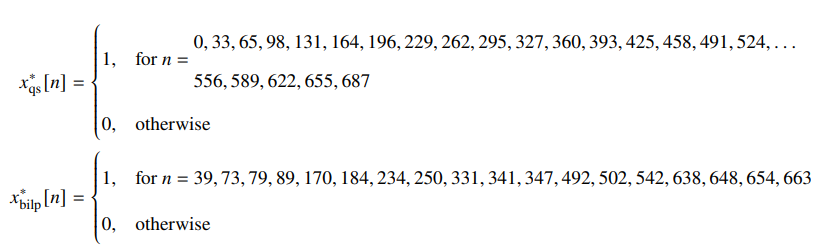 x*qs[n] = { 1, for n = 0, 33, 65, 98, 131, 164, 196, 229, 262, 295, 327, 360, 393, 425, 458, 491, 524, . . .
556, 589, 622, 655, 687
0, otherwise
x*bilp[n] = { 1, for n = 39, 73, 79, 89, 170, 184, 234, 250, 331, 341, 347, 492, 502, 542, 638, 648, 654, 663
0, otherwise